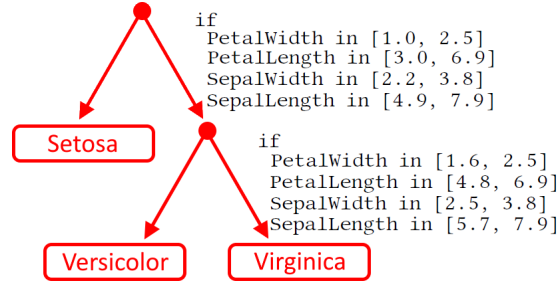 if
PetalWidth in [1.0, 2.5]
PetalLength in [3.0, 6.9]
SepalWidth in [2.2, 3.8]
SepalLength in [4.9, 7.9]
Setosa
if
PetalWidth in [1.6, 2.5]
PetalLength in [4.8, 6.9]
SepalWidth in [2.5, 3.8]
SepalLength in [5.7, 7.9]
Versicolor
Virginica